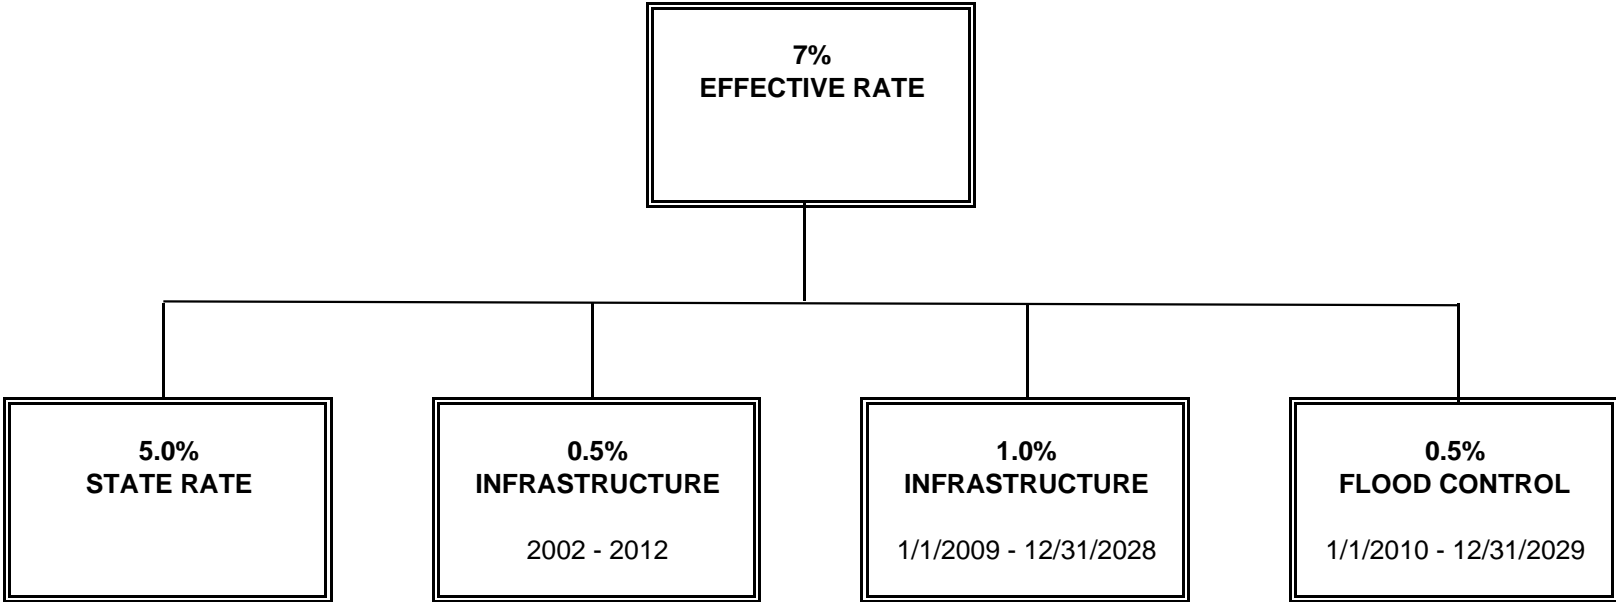 7%
EFFECTIVE RATE
5.0%
STATE RATE
0.5%
INFRASTRUCTURE
2002 - 2012
1.0%
INFRASTRUCTURE
1/1/2009 - 12/31/2028
0.5%
FLOOD CONTROL
1/1/2010 - 12/31/2029